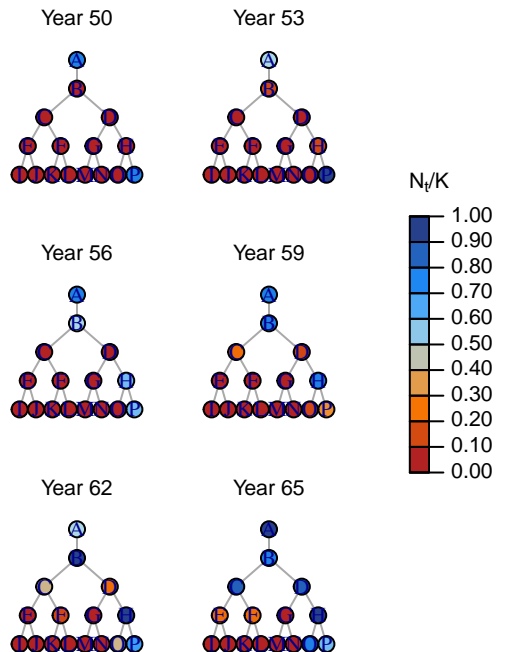 Year 50
A
B
C D
E F G H
I J K L M N O P
Year 53
A
B
C D
E F G H
I J K L M N O P
N_t/K
1.00
0.90
0.80
0.70
0.60
0.50
0.40
0.30
0.20
0.10
0.00
Year 56
A
B
C D
E F G H
I J K L M N O P
Year 59
A
B
C D
E F G H
I J K L M N O P
Year 62
A
B
C D
E F G H
I J K L M N O P
Year 65
A
B
C D
E F G H
I J K L M N O P